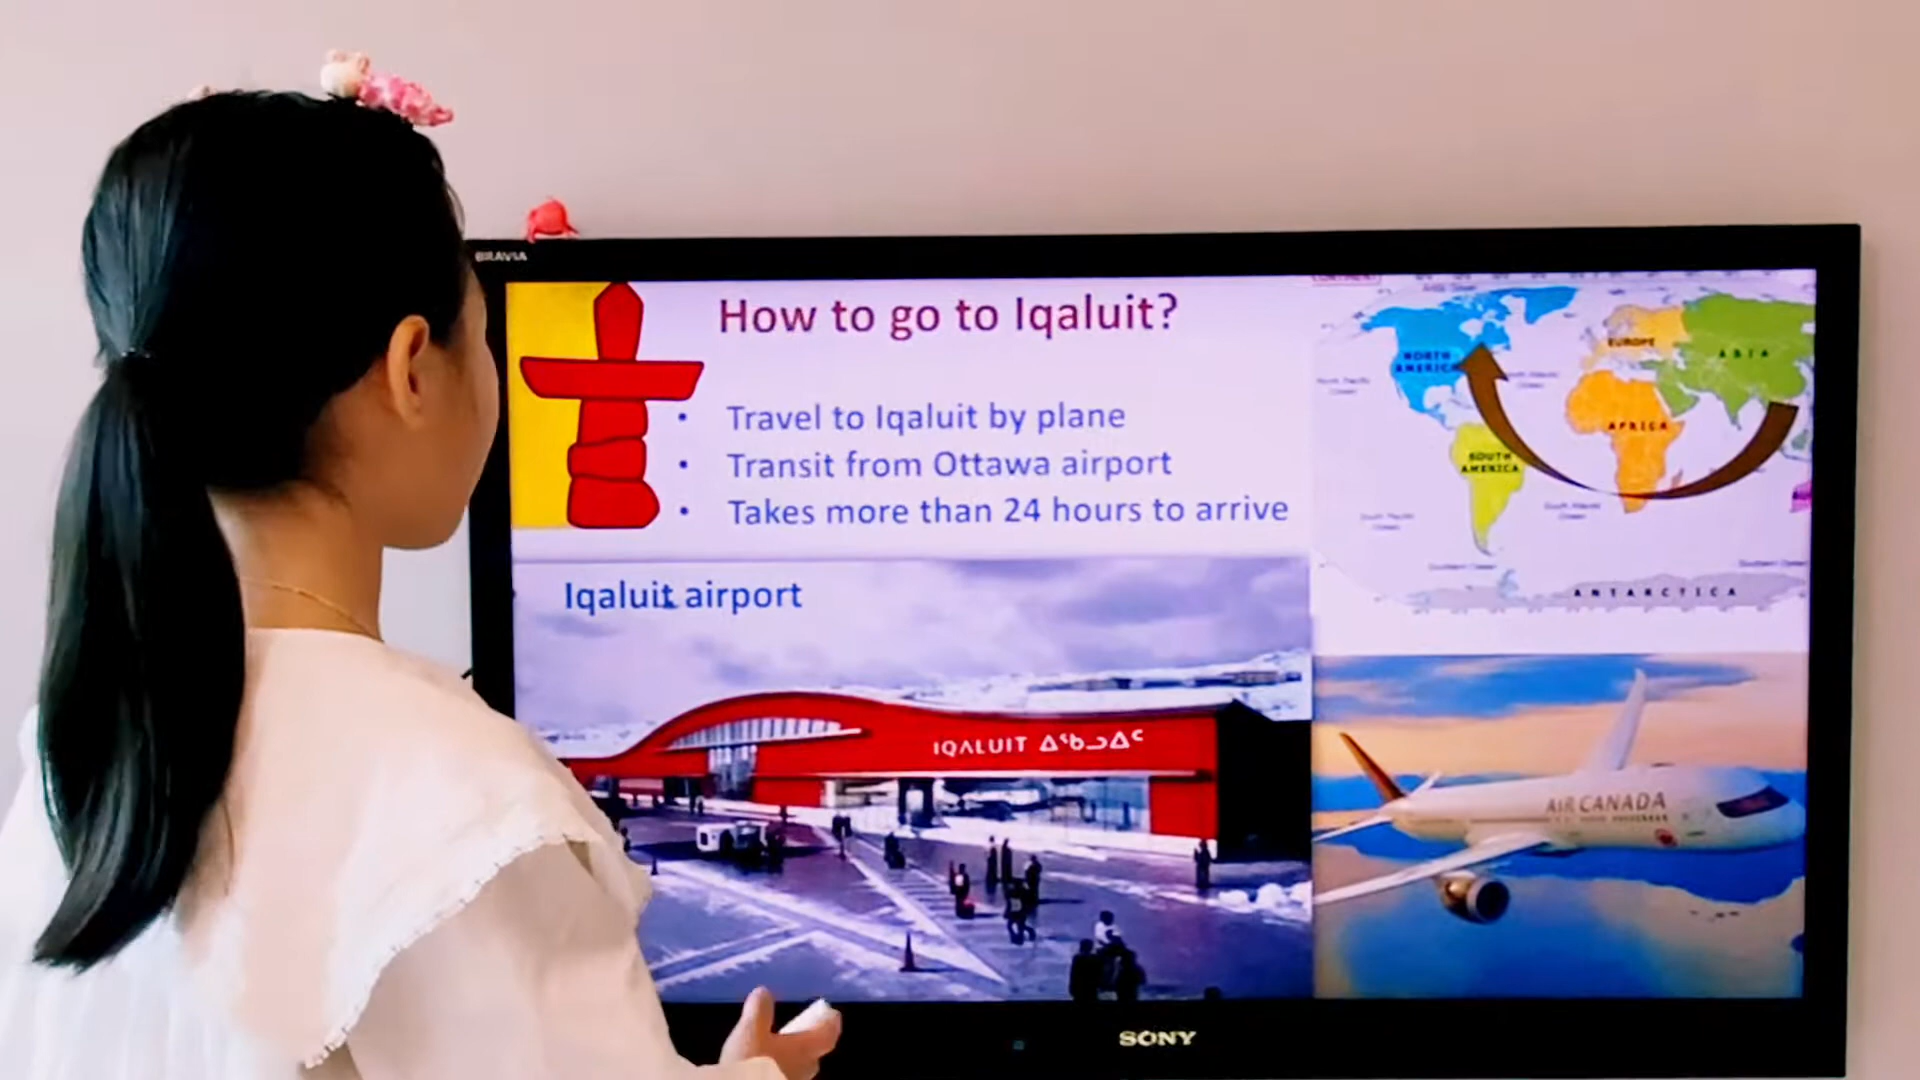 BRAVIA
How to go to Iqaluit?
• Travel to Iqaluit by plane
• Transit from Ottawa airport
• Takes more than 24 hours to arrive
Iqaluit airport
IQALUIT ᐃᖃᓗᐃᑦ
NORTH
AMERICA
EUROPE
ASIA
AFRICA
SOUTH
AMERICA
ANTARCTICA
AIR CANADA
SONY